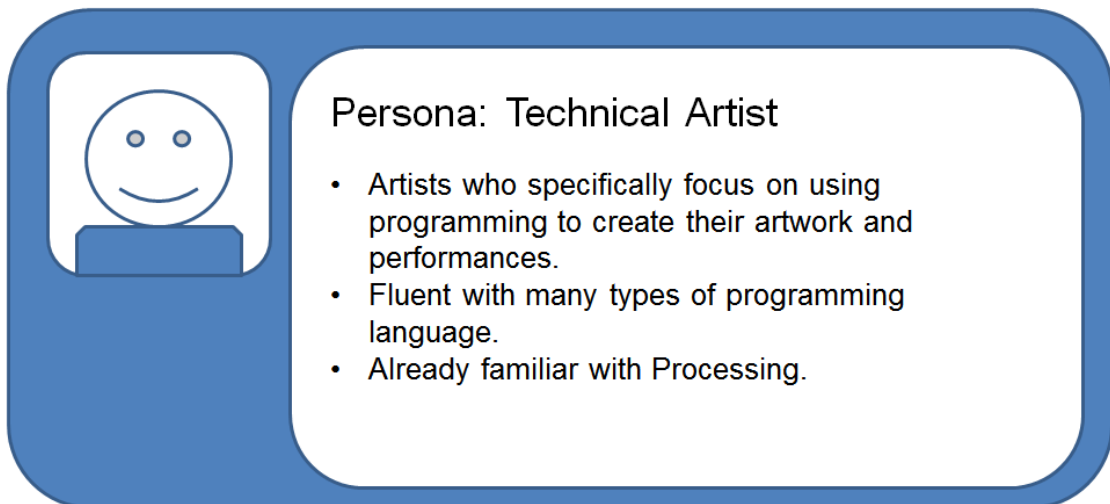 Persona: Technical Artist
• Artists who specifically focus on using
programming to create their artwork and
performances.
• Fluent with many types of programming
language.
• Already familiar with Processing.